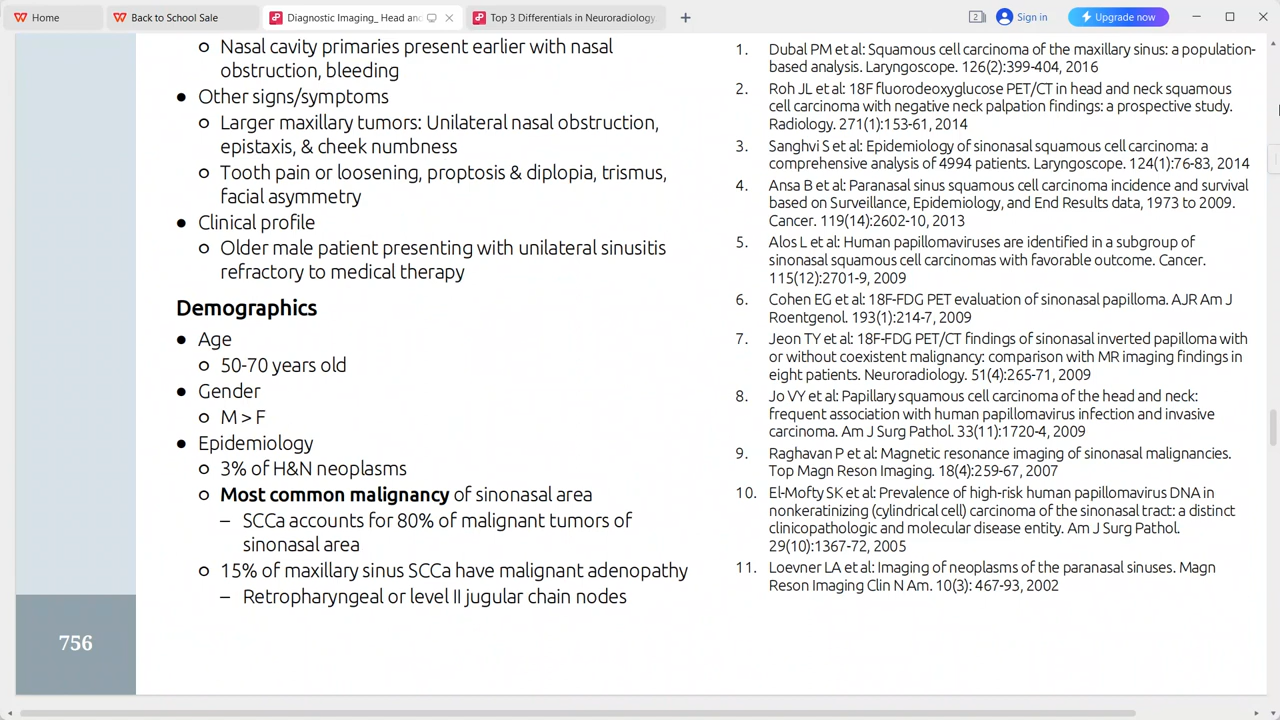 Home
Back to School Sale
Diagnostic Imaging_ Head and
Top 3 Differentials in Neuroradiology
2
Sign in
Upgrade now
o Nasal cavity primaries present earlier with nasal
obstruction, bleeding
● Other signs/symptoms
o Larger maxillary tumors: Unilateral nasal obstruction,
epistaxis, & cheek numbness
o Tooth pain or loosening, proptosis & diplopia, trismus,
facial asymmetry
● Clinical profile
o Older male patient presenting with unilateral sinusitis
refractory to medical therapy
Demographics
● Age
o 50-70 years old
● Gender
o M > F
● Epidemiology
o 3% of H&N neoplasms
o Most common malignancy of sinonasal area
– SCCa accounts for 80% of malignant tumors of
sinonasal area
o 15% of maxillary sinus SCCa have malignant adenopathy
– Retropharyngeal or level II jugular chain nodes
756
1. Dubal PM et al: Squamous cell carcinoma of the maxillary sinus: a population-
based analysis. Laryngoscope. 126(2):399-404, 2016
2. Roh JL et al: 18F fluorodeoxyglucose PET/CT in head and neck squamous
cell carcinoma with negative neck palpation findings: a prospective study.
Radiology. 271(1):153-61, 2014
3. Sanghvi S et al: Epidemiology of sinonasal squamous cell carcinoma: a
comprehensive analysis of 4994 patients. Laryngoscope. 124(1):76-83, 2014
4. Ansa B et al: Paranasal sinus squamous cell carcinoma incidence and survival
based on Surveillance, Epidemiology, and End Results data, 1973 to 2009.
Cancer. 119(14):2602-10, 2013
5. Alos L et al: Human papillomaviruses are identified in a subgroup of
sinonasal squamous cell carcinomas with favorable outcome. Cancer.
115(12):2701-9, 2009
6. Cohen EG et al: 18F-FDG PET evaluation of sinonasal papilloma. AJR Am J
Roentgenol. 193(1):214-7, 2009
7. Jeon TY et al: 18F-FDG PET/CT findings of sinonasal inverted papilloma with
or without coexistent malignancy: comparison with MR imaging findings in
eight patients. Neuroradiology. 51(4):265-71, 2009
8. Jo VY et al: Papillary squamous cell carcinoma of the head and neck:
frequent association with human papillomavirus infection and invasive
carcinoma. Am J Surg Pathol. 33(11):1720-4, 2009
9. Raghavan P et al: Magnetic resonance imaging of sinonasal malignancies.
Top Magn Reson Imaging. 18(4):259-67, 2007
10. El-Mofty SK et al: Prevalence of high-risk human papillomavirus DNA in
nonkeratinizing (cylindrical cell) carcinoma of the sinonasal tract: a distinct
clinicopathologic and molecular disease entity. Am J Surg Pathol.
29(10):1367-72, 2005
11. Loevner LA et al: Imaging of neoplasms of the paranasal sinuses. Magn
Reson Imaging Clin N Am. 10(3): 467-93, 2002